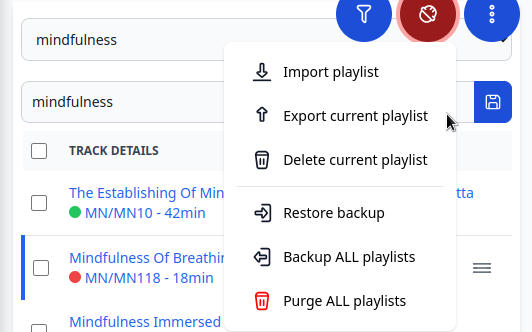 mindfulness
Import playlist
mindfulness
Export current playlist
TRACK DETAILS
Delete current playlist
The Establishing Of Min
tta
MN/MN10 - 42min
Restore backup
Mindfulness Of Breathin
MN/MN118 - 18min
Backup ALL playlists
Purge ALL playlists
Mindfulness Immersed